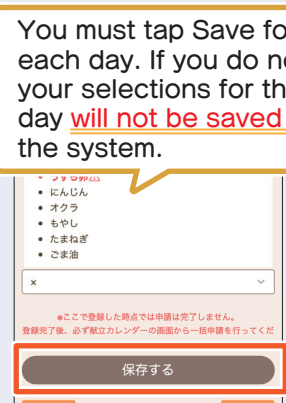 You must tap Save fo
each day. If you do n
your selections for th
day will not be saved
the system.
• うずら卵
• にんじん
• オクラ
• もやし
• たまねぎ
• ごま油
×
※ここで登録した時点では申請は完了しません。
登録完了後、必ず献立カレンダーの画面から一括申請を行ってくだ
保存する